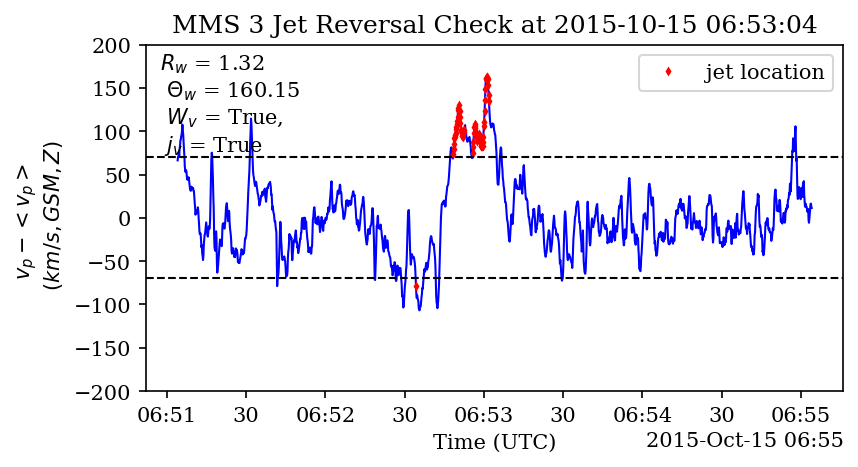 MMS 3 Jet Reversal Check at 2015-10-15 06:53:04
R_w = 1.32
Θ_w = 160.15
W_v = True,
j_v = True
jet location
v_p − < v_p >
(km/s, GSM, Z)
200
150
100
50
0
−50
−100
−150
−200
06:51 30 06:52 30 06:53 30 06:54 30 06:55
Time (UTC)
2015-Oct-15 06:55